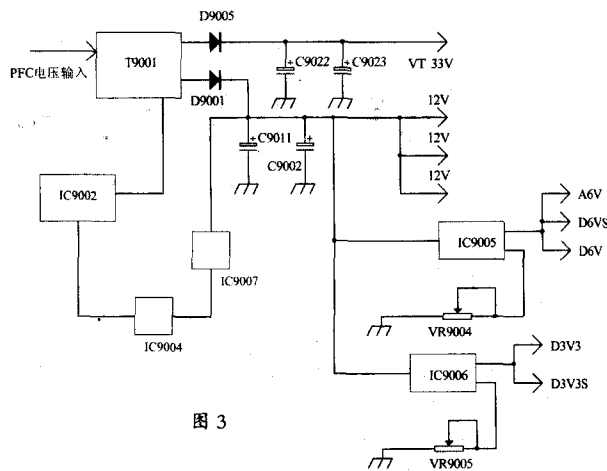 D9005
T9001
PFC电压输入
C9022
C9023
VT 33V
D9001
12V
C9011
C9002
12V
12V
IC9002
A6V
D6VS
D6V
IC9005
IC9007
IC9004
VR9004
D3V3
IC9006
D3V3S
图 3
VR9005